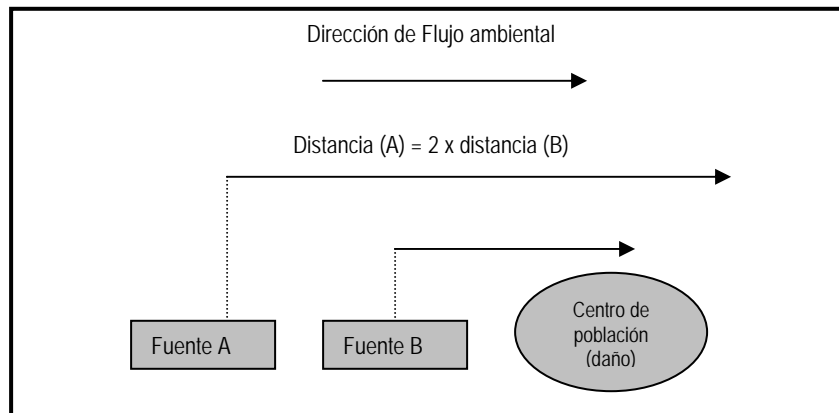 Dirección de Flujo ambiental
Distancia (A) = 2 x distancia (B)
Fuente A
Fuente B
Centro de
población
(daño)